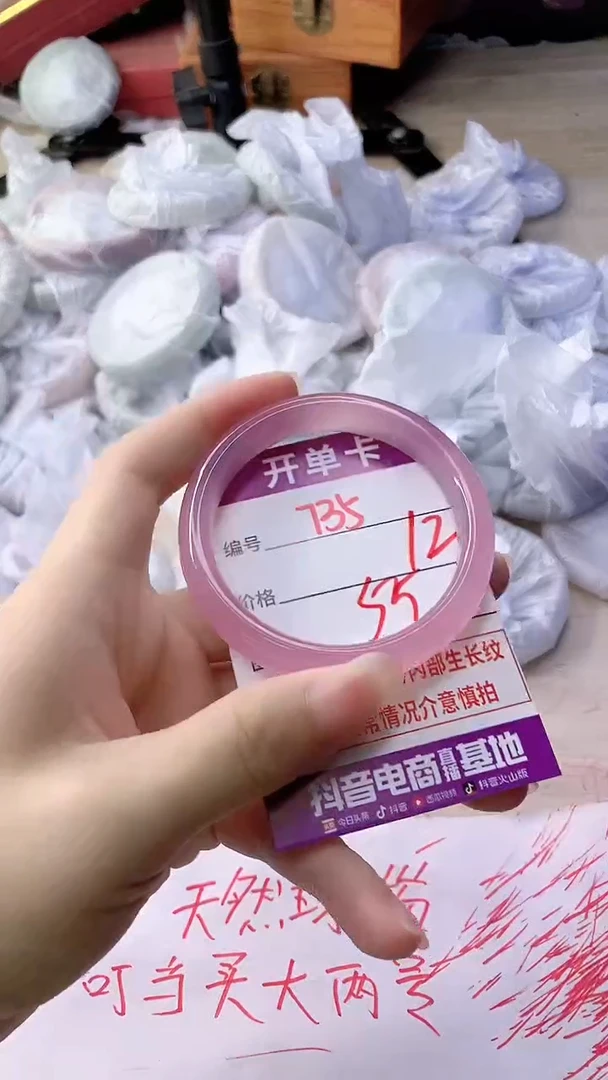 开单卡
编号 735
12
价格 55
内部生长纹
情况介意慎拍
抖音电商直播基地
今日头条 抖音 西瓜视频 抖音火山版
天然
叮当买大两号